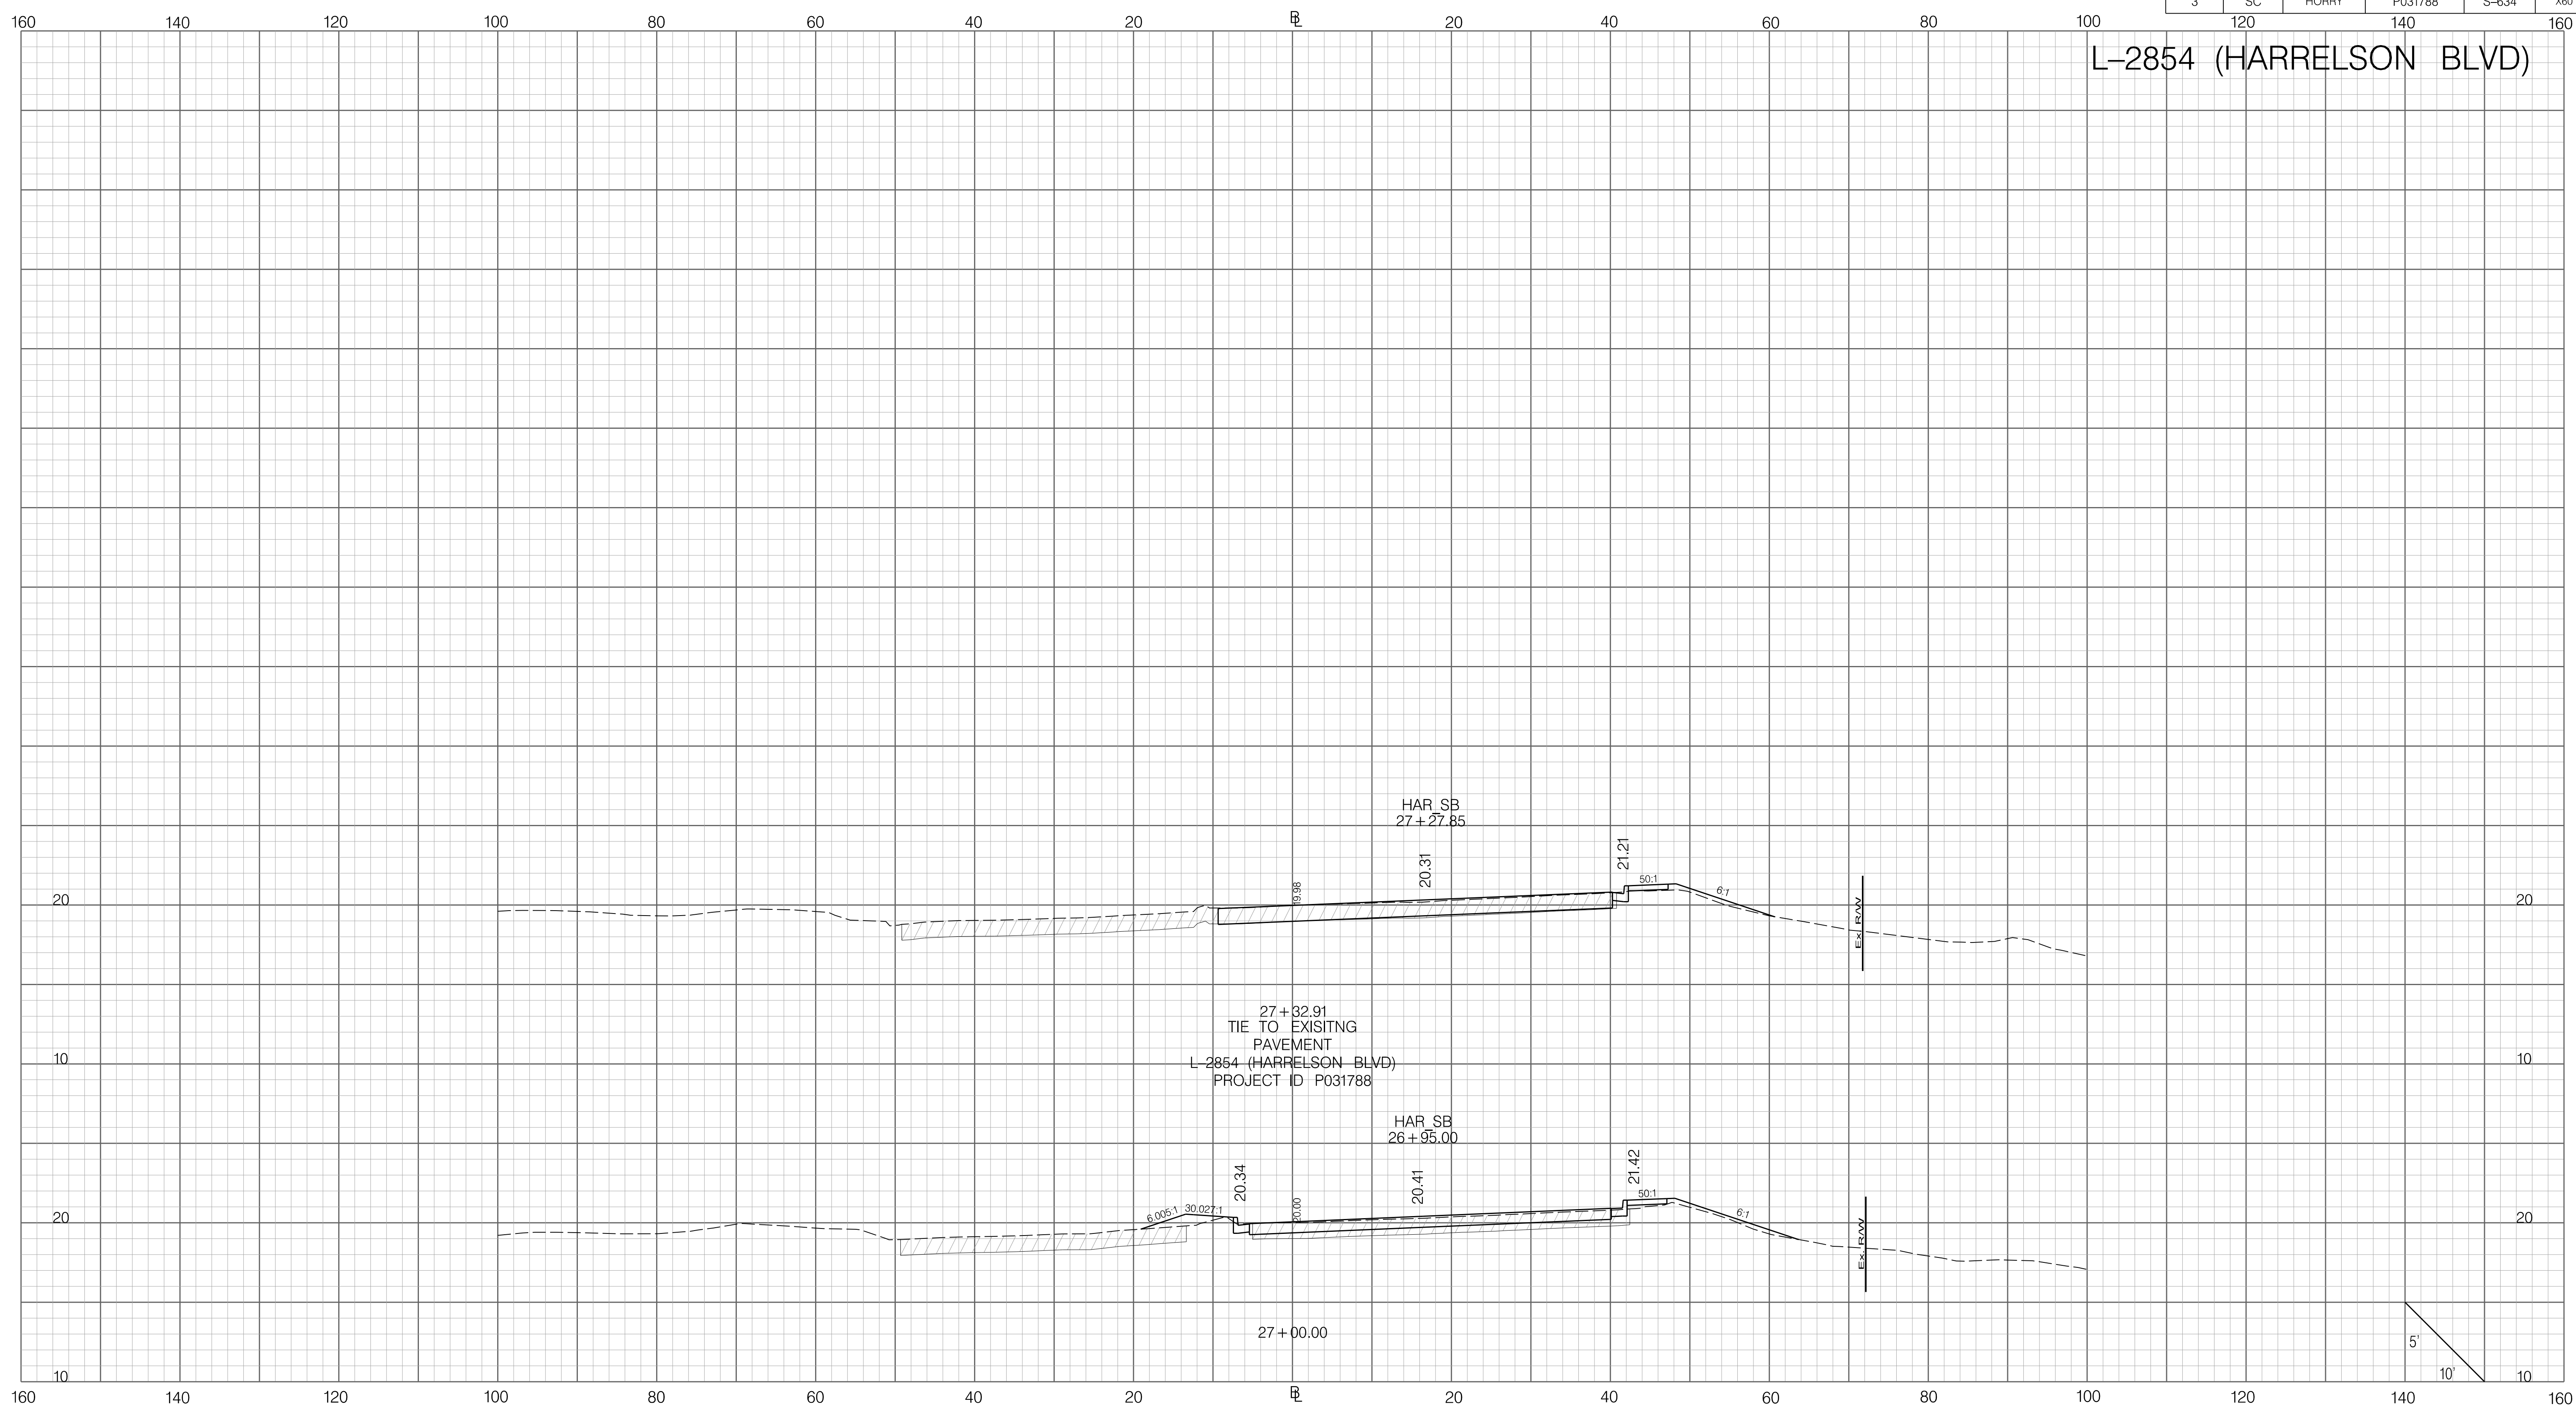 3 SC HORRY P031788 S-634 X60
160 140 120 100 80 60 40 20 BL 20 40 60 80 100 120 140 160
L-2854 (HARRELSON BLVD)
HAR_SB
27+27.85
20.31
21.21
19.98
50:1
6:1
20
20
Ex. R/W
27+32.91
TIE TO EXISITNG
PAVEMENT
L-2854 (HARRELSON BLVD)
PROJECT ID P031788
10
10
HAR_SB
26+95.00
20.34
20.41
21.42
20.00
6.005:1
30.027:1
50:1
6:1
20
20
Ex. R/W
27+00.00
5'
10'
10
10
160 140 120 100 80 60 40 20 BL 20 40 60 80 100 120 140 160